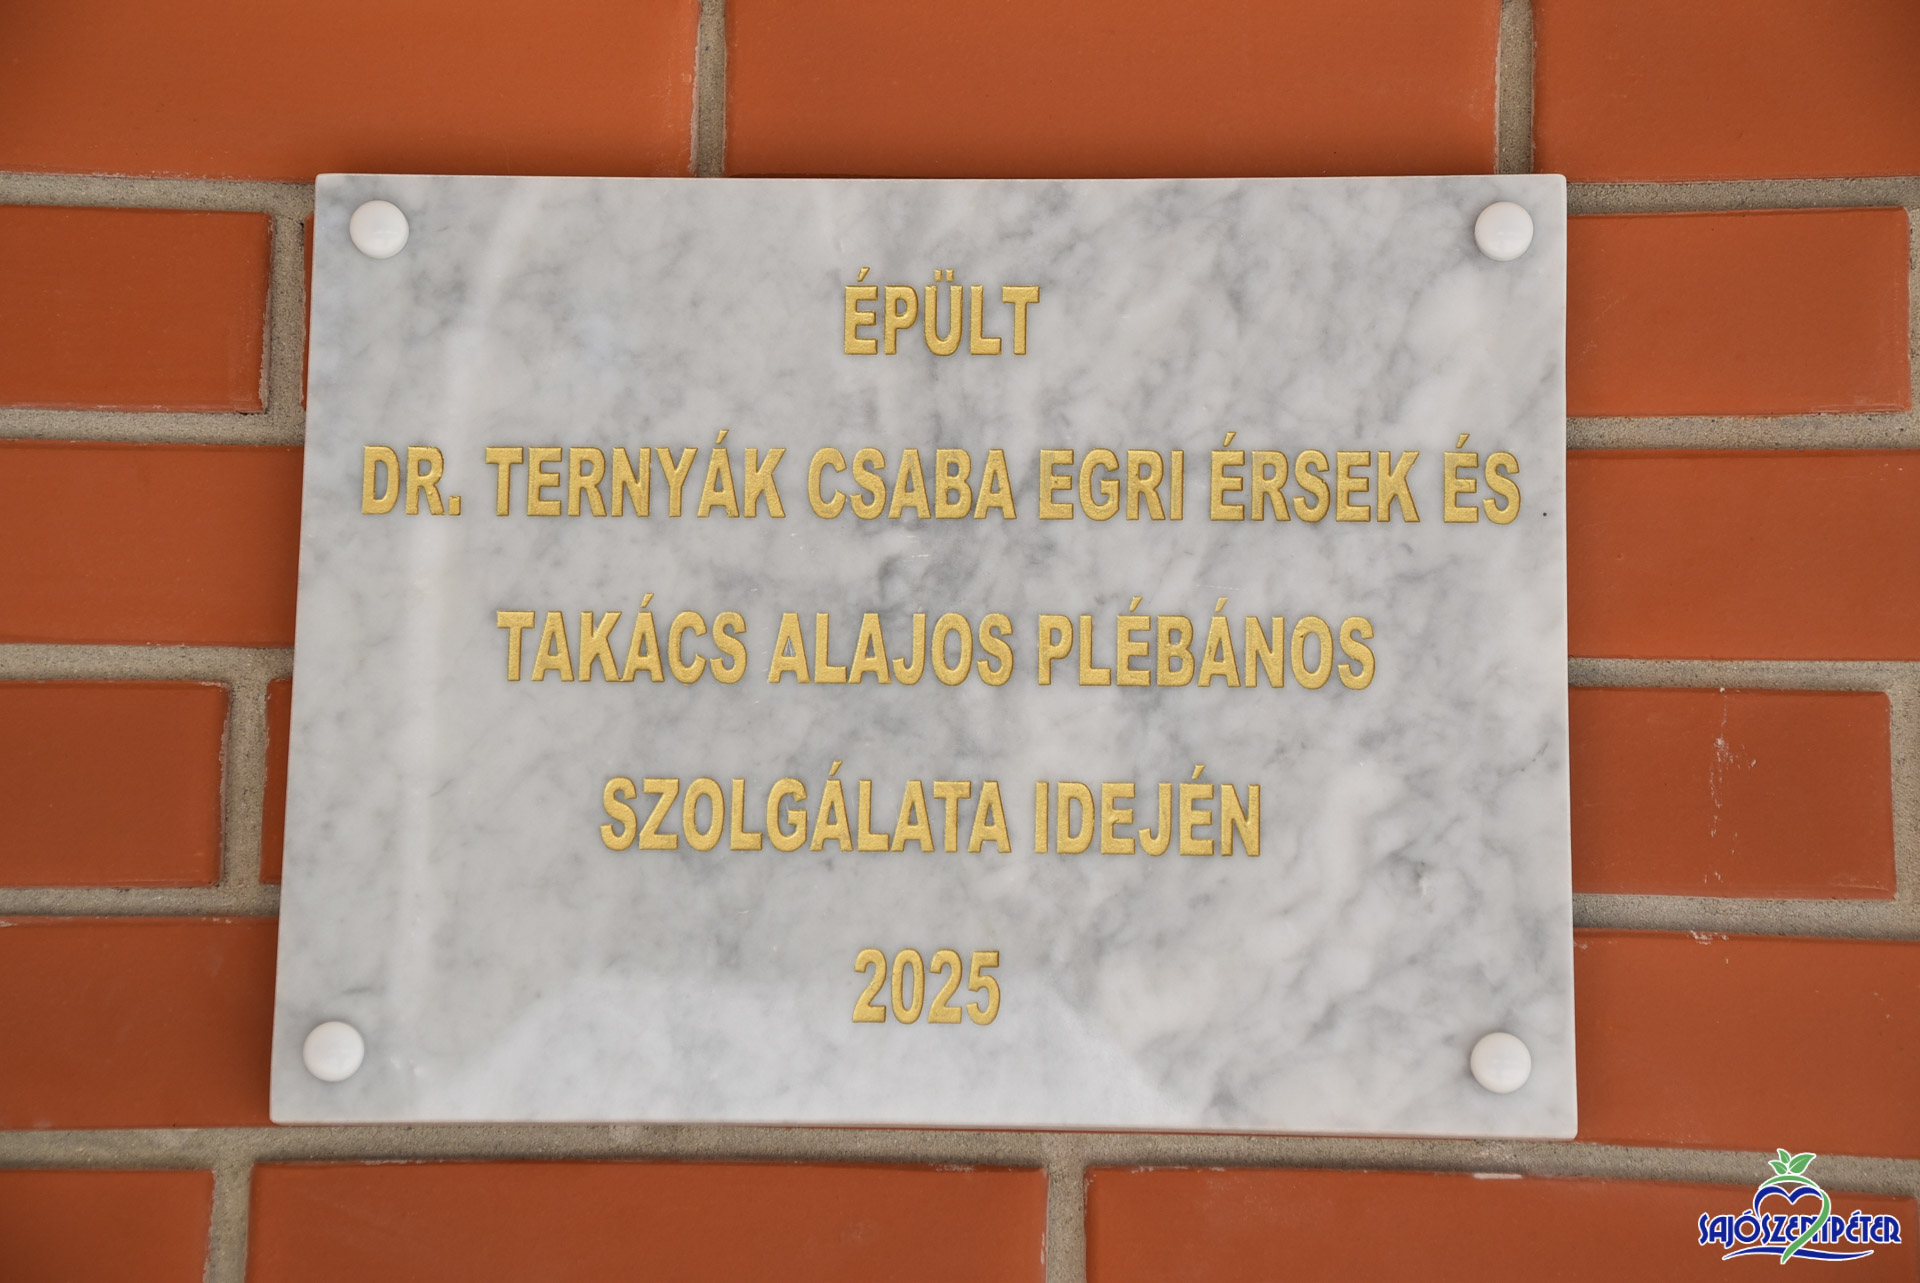 ÉPÜLT
DR. TERNYÁK CSABA EGRI ÉRSEK ÉS
TAKÁCS ALAJOS PLÉBÁNOS
SZOLGÁLATA IDEJÉN
2025
SAJÓSZENTPÉTER